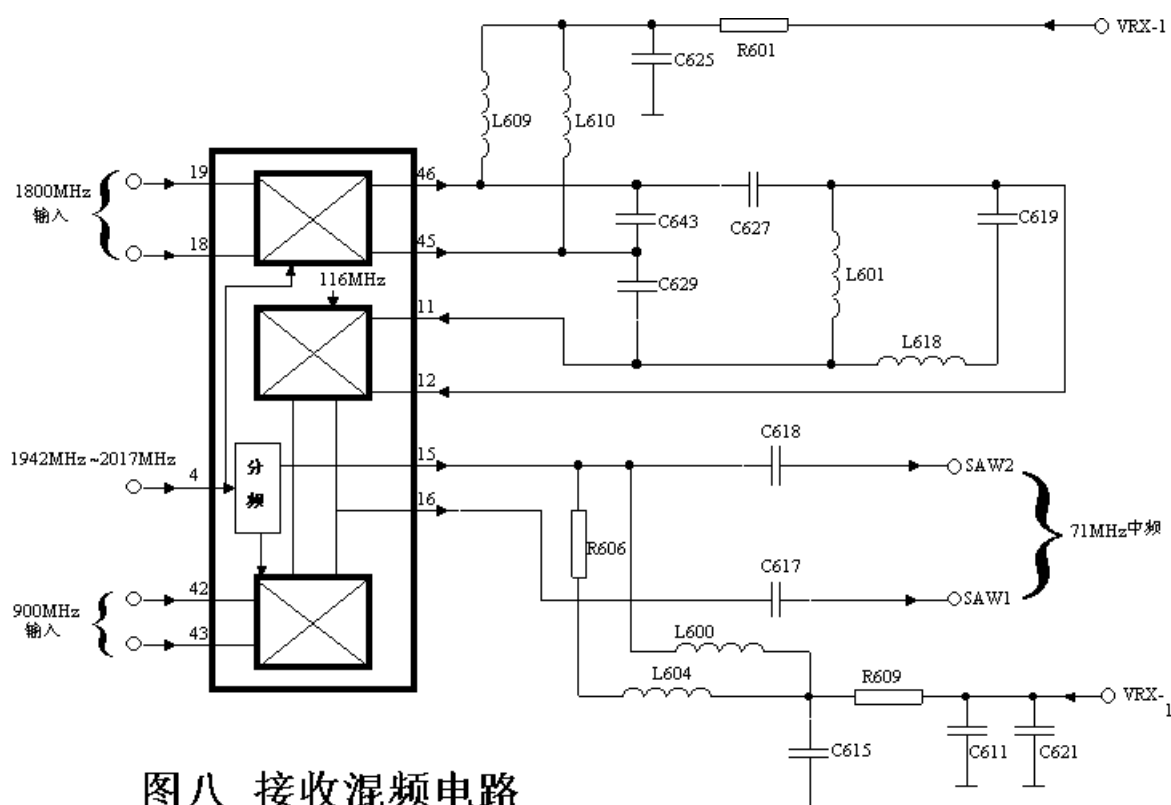 VRX-1
R601
C625
L609
L610
19
46
1800MHz
输入
C643
C627
C619
18
45
L601
116MHz
C629
11
L618
12
C618
1942MHz~2017MHz
4
分
频
15
SAW2
16
R606
71MHz中频
C617
42
900MHz
输入
43
SAW1
L600
L604
R609
VRX-
1
C615
C611
C621
图八 接收混频电路